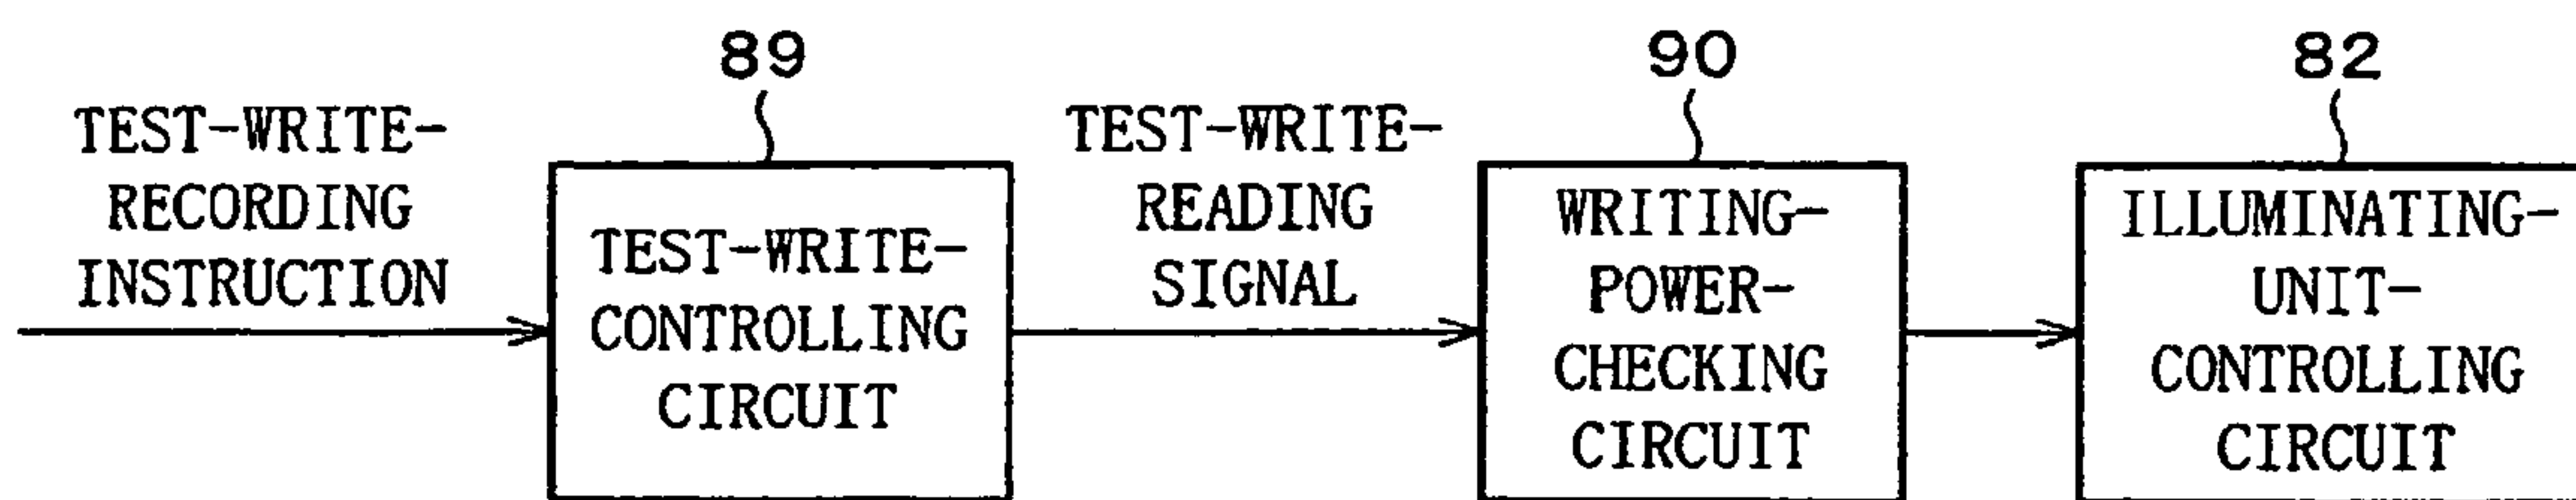 89
90
82
TEST-WRITE-
RECORDING
INSTRUCTION
TEST-WRITE-
CONTROLLING
CIRCUIT
TEST-WRITE-
READING
SIGNAL
WRITING-
POWER-
CHECKING
CIRCUIT
ILLUMINATING-
UNIT-
CONTROLLING
CIRCUIT